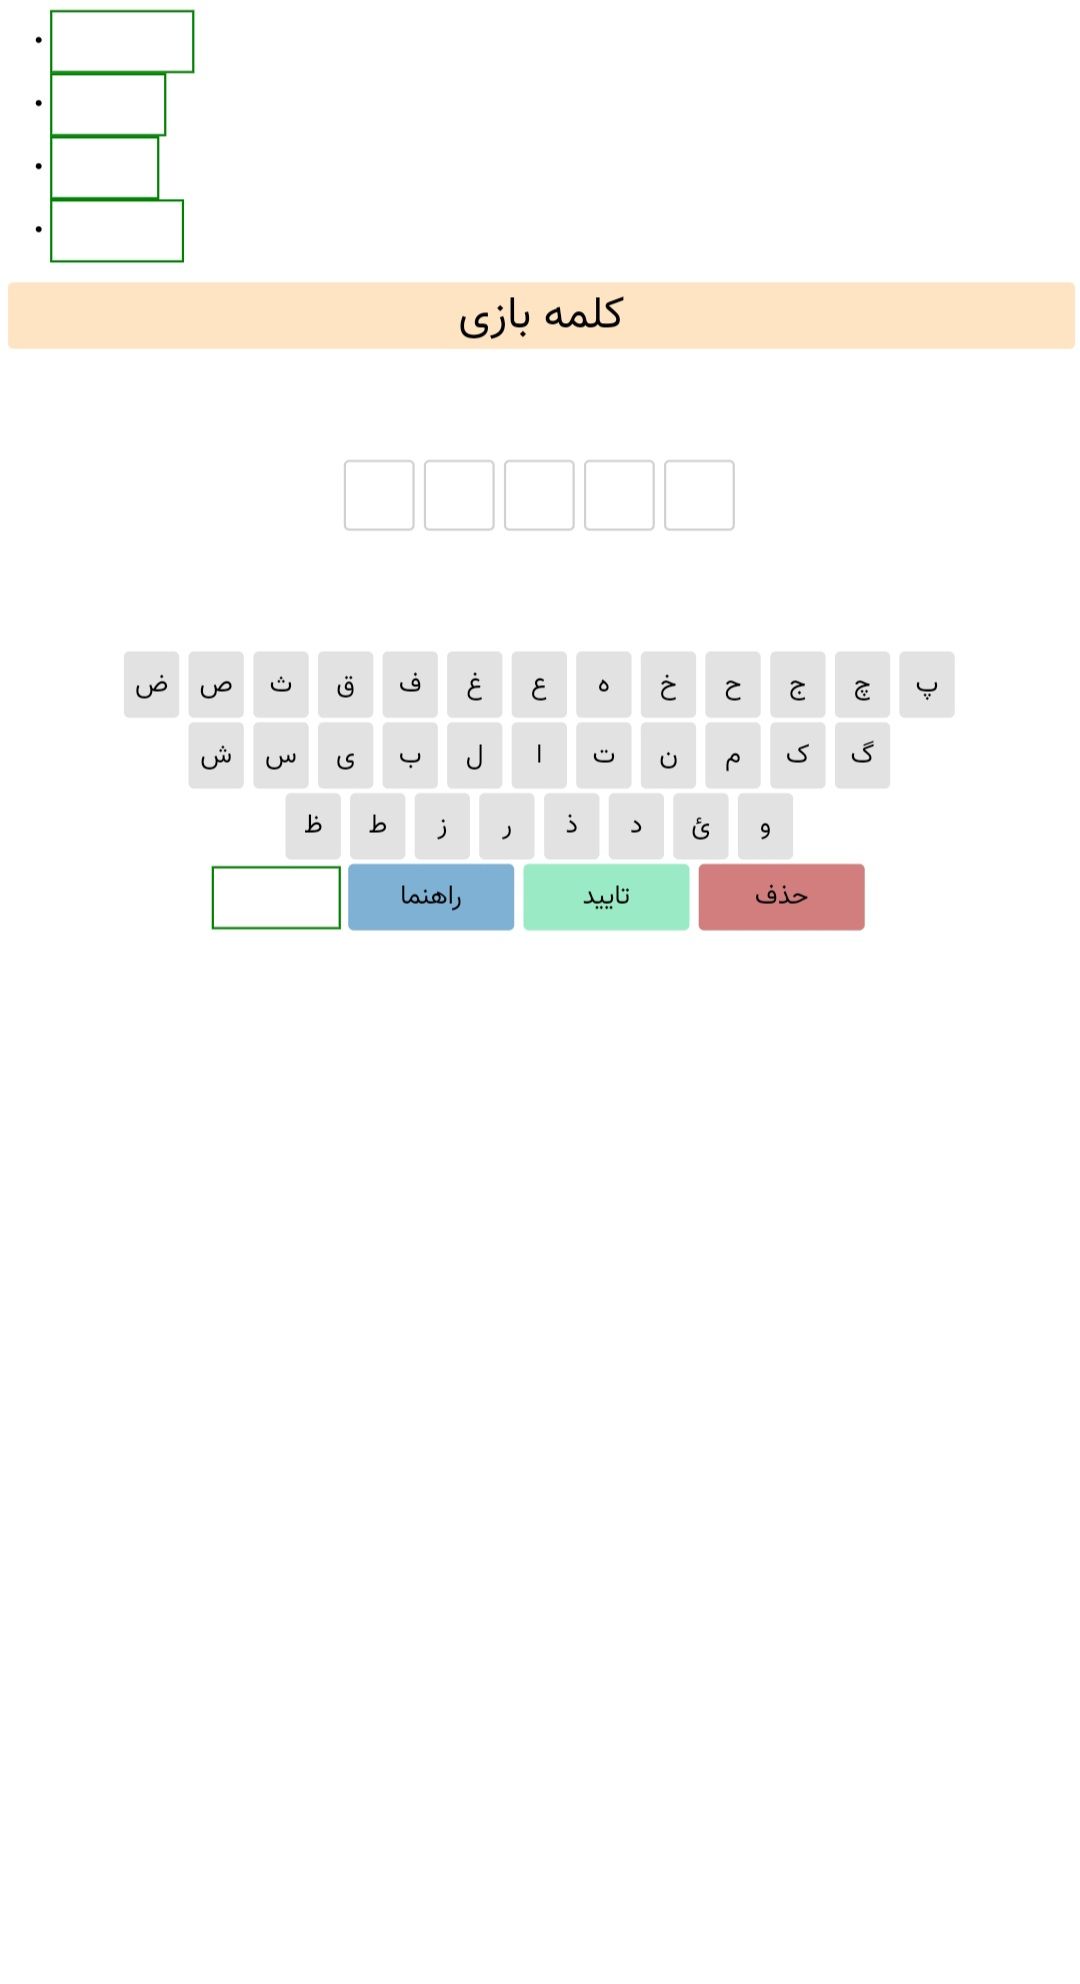 کلمه بازی
ض ص ث ق ف غ ع ه خ ح ج چ پ
ش س ی ب ل ا ت ن م ک گ
ظ ط ز ر ذ د ئ و
راهنما تایید حذف